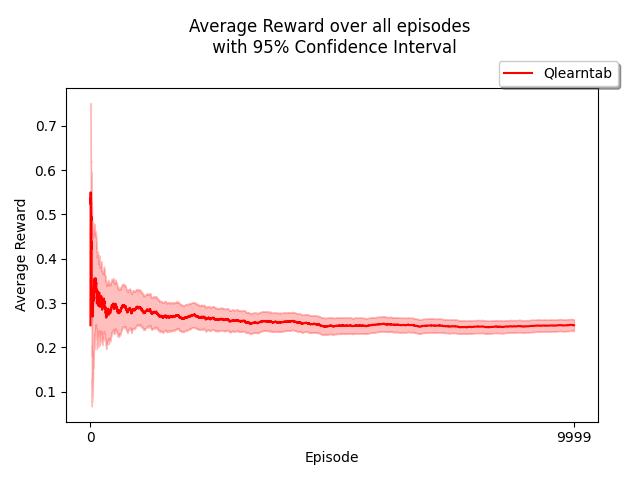 Average Reward over all episodes
with 95% Confidence Interval
Qlearntab
Average Reward
0.7
0.6
0.5
0.4
0.3
0.2
0.1
0
9999
Episode